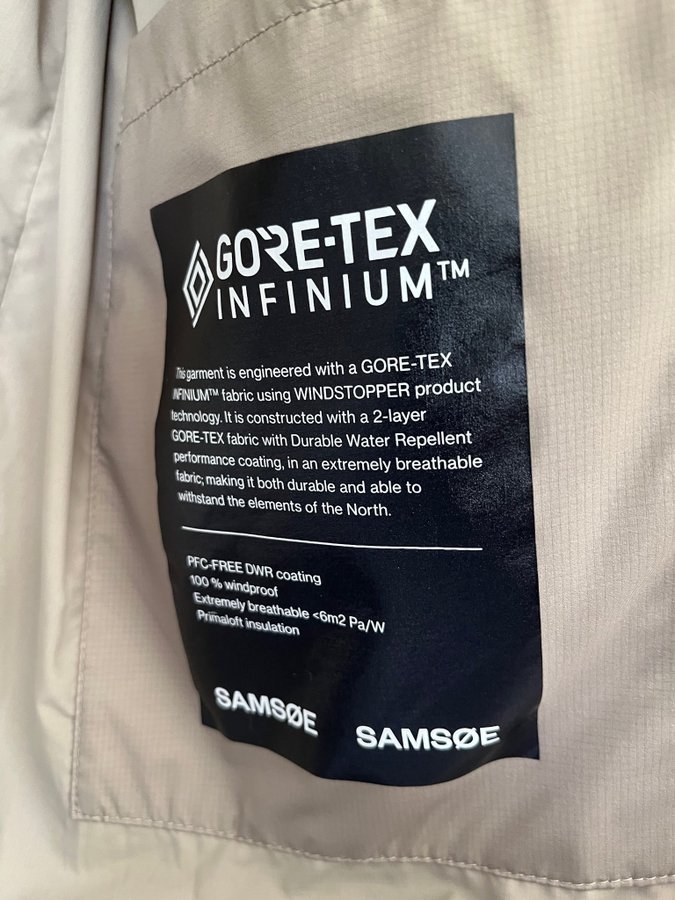 GORE-TEX
INFINIUM™
This garment is engineered with a GORE-TEX
INFINIUM™ fabric using WINDSTOPPER product
technology. It is constructed with a 2-layer
GORE-TEX fabric with Durable Water Repellent
performance coating, in an extremely breathable
fabric; making it both durable and able to
withstand the elements of the North.
PFC-FREE DWR coating
100 % windproof
Extremely breathable <6m2 Pa/W
Primaloft insulation
SAMSØE SAMSØE